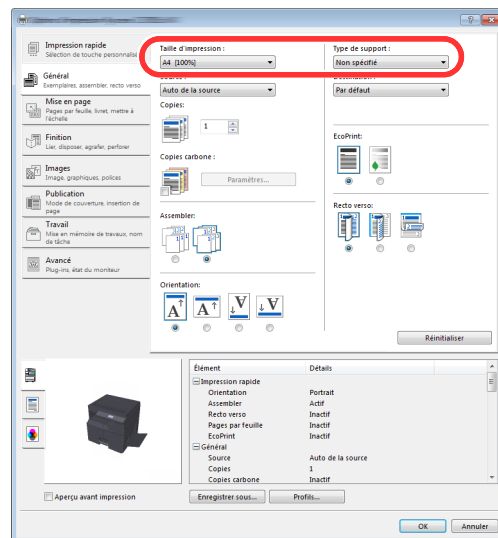 Impression rapide
Sélection de touche personnalis
Général
Exemplaires, assembler, recto verso
Mise en page
Pages par feuille, livret, mettre à
l'échelle
Finition
Lier, disposer, agrafer, perforer
Images
Image, graphiques, polices
Publication
Mode de couverture, insertion de
page
Travail
Mise en mémoire de travaux, nom
de tâche
Avancé
Plug-ins, état du moniteur
Taille d'impression :
A4 [100%]
Auto de la source
Copies:
1
Copies carbone :
Paramètres...
Assembler:
Orientation:
Type de support :
Non spécifié
Par défaut
EcoPrint:
Recto verso:
Réinitialiser
Élément Détails
Impression rapide
Orientation Portrait
Assembler Actif
Recto verso Inactif
Pages par feuille Inactif
EcoPrint Inactif
Général
Source Auto de la source
Copies 1
Copies carbone Inactif
Aperçu avant impression
Enregistrer sous... Profils...
OK Annuler